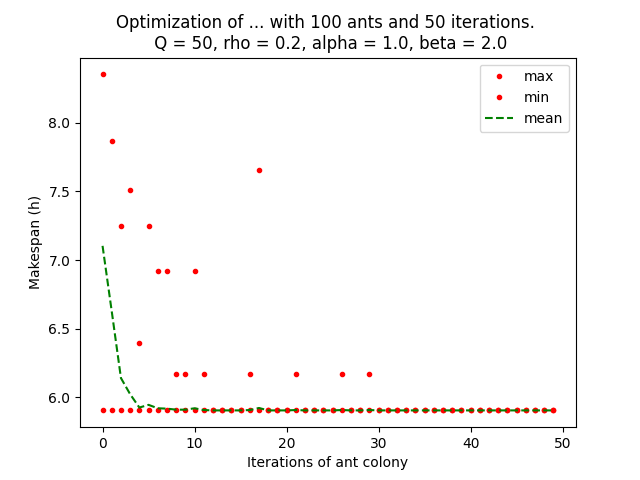 Optimization of ... with 100 ants and 50 iterations.
Q = 50, rho = 0.2, alpha = 1.0, beta = 2.0
max
min
mean
8.0
7.5
7.0
6.5
6.0
Makespan (h)
0 10 20 30 40 50
Iterations of ant colony